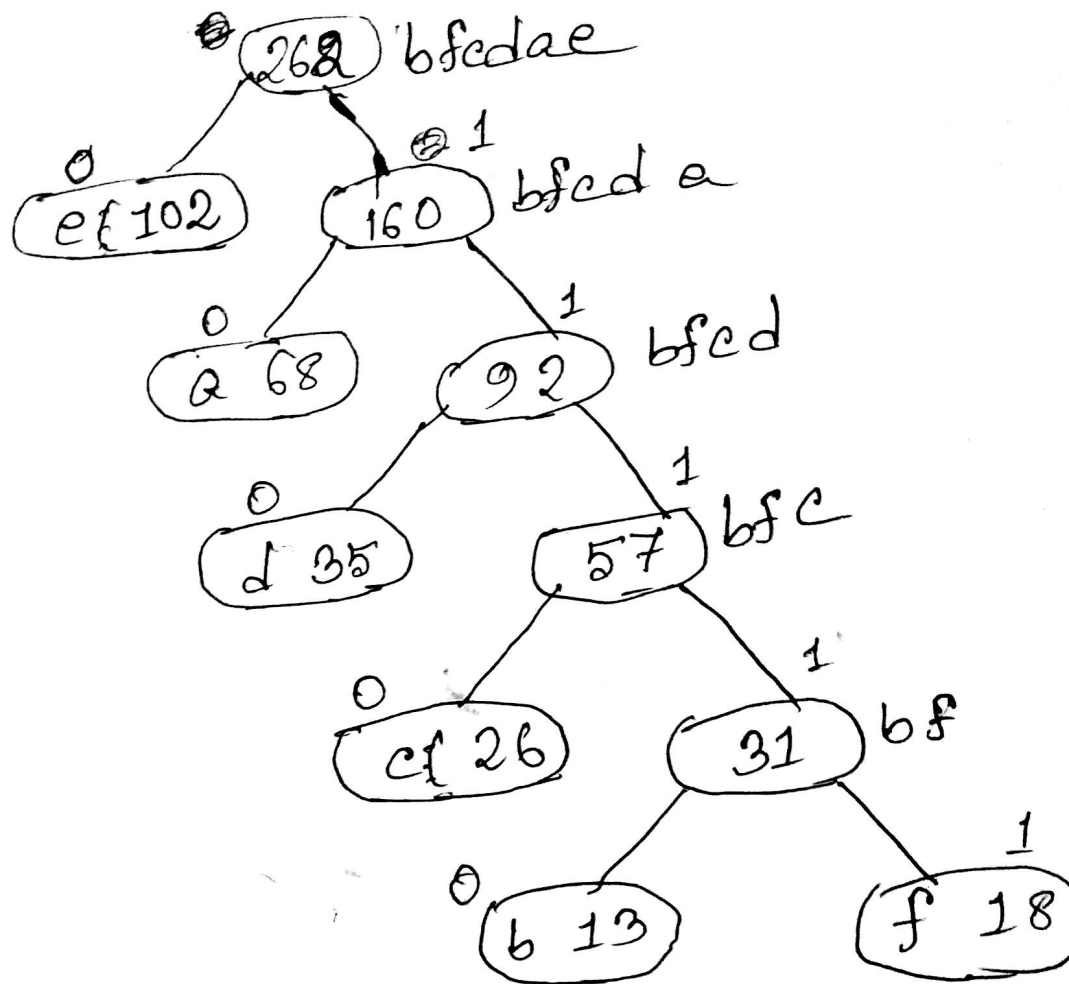 262 bfcdae
0 1
e{ 102 160 bfcd a
0 1
a 68 92 bfcd
0 1
d 35 57 bfc
0 1
c{ 26 31 bf
0 1
b 13 f 18